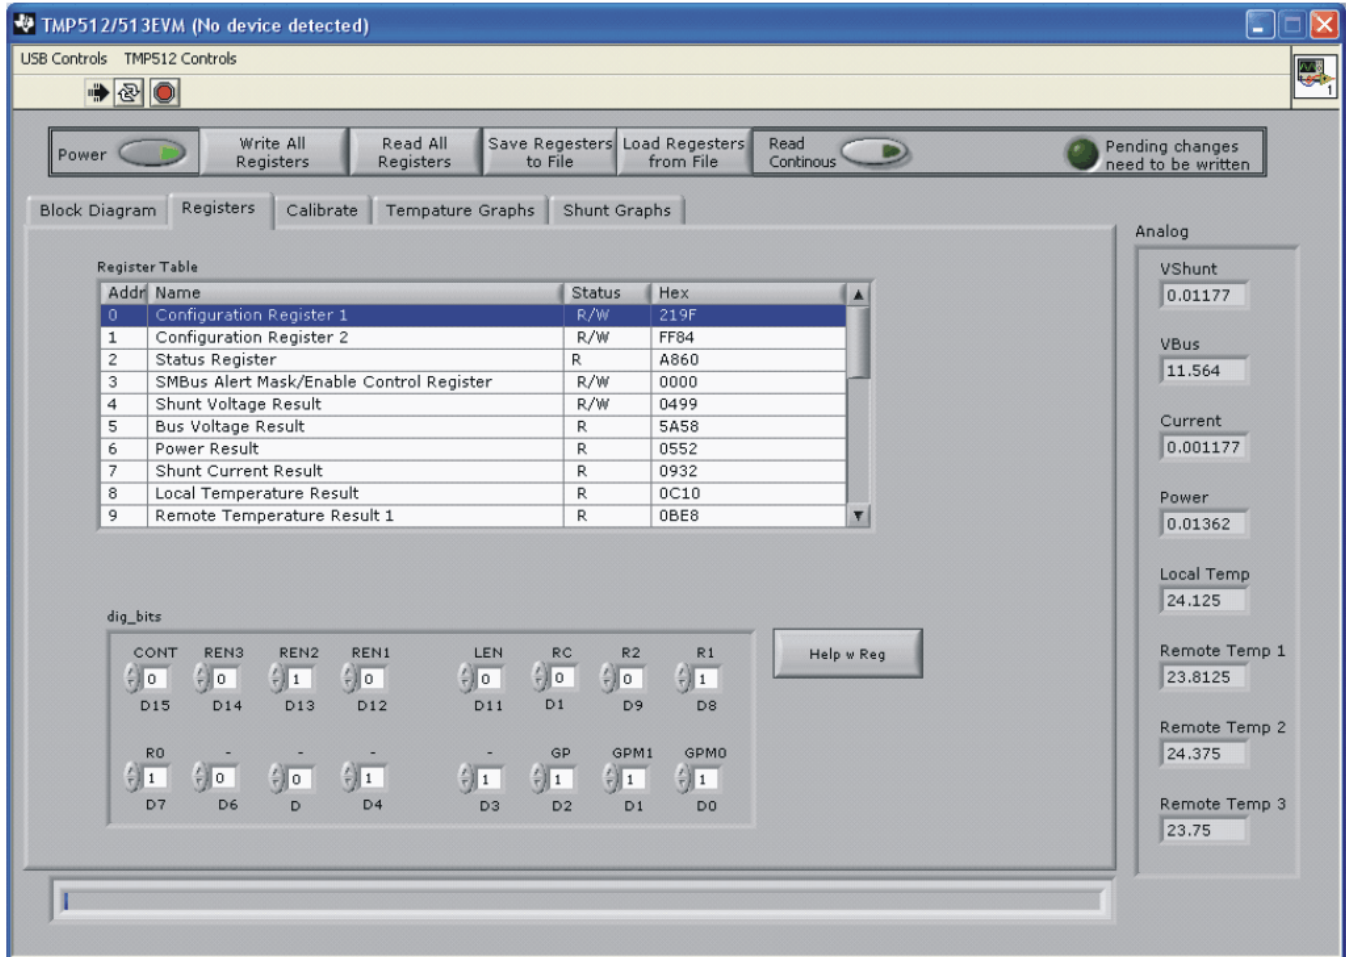 TMP512/513EVM (No device detected)
USB Controls TMP512 Controls
1
Power
Write All
Registers
Read All
Registers
Save Regesters
to File
Load Regesters
from File
Read
Continous
Pending changes
need to be written
Block Diagram Registers Calibrate Tempature Graphs Shunt Graphs
Register Table
Addr Name Status Hex
0 Configuration Register 1 R/W 219F
1 Configuration Register 2 R/W FF84
2 Status Register R A860
3 SMBus Alert Mask/Enable Control Register R/W 0000
4 Shunt Voltage Result R/W 0499
5 Bus Voltage Result R 5A58
6 Power Result R 0552
7 Shunt Current Result R 0932
8 Local Temperature Result R 0C10
9 Remote Temperature Result 1 R 0BE8
dig_bits
CONT REN3 REN2 REN1 LEN RC R2 R1
0 0 1 0 0 0 0 1
D15 D14 D13 D12 D11 D1 D9 D8
R0 - - - - GP GPM1 GPM0
1 0 0 1 1 1 1 1
D7 D6 D D4 D3 D2 D1 D0
Help w Reg
Analog
VShunt
0.01177
VBus
11.564
Current
0.001177
Power
0.01362
Local Temp
24.125
Remote Temp 1
23.8125
Remote Temp 2
24.375
Remote Temp 3
23.75